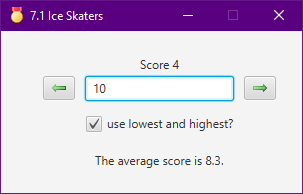 7.1 Ice Skaters
Score 4
10
use lowest and highest?
The average score is 8.3.